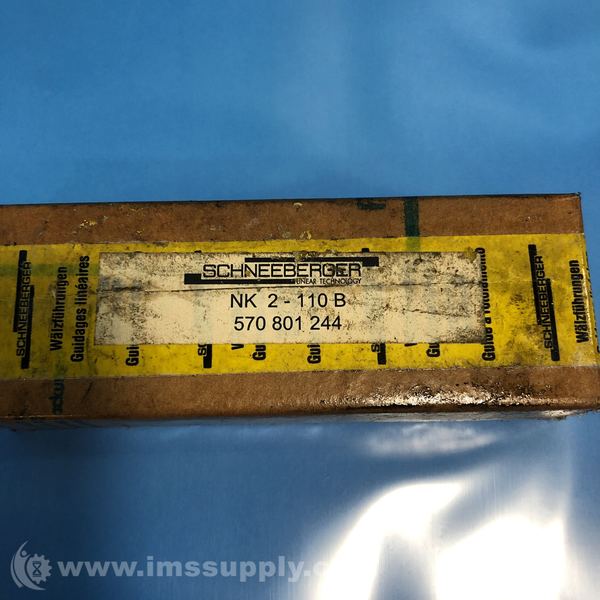 SCHNEEBERGER
LINEAR TECHNOLOGY
NK 2 - 110 B
570 801 244
SCHNEEBERGER
Wälzführungen
Guidages linéaires
SCHNEEBERGER
Wälzführungen
www.imssupply.c